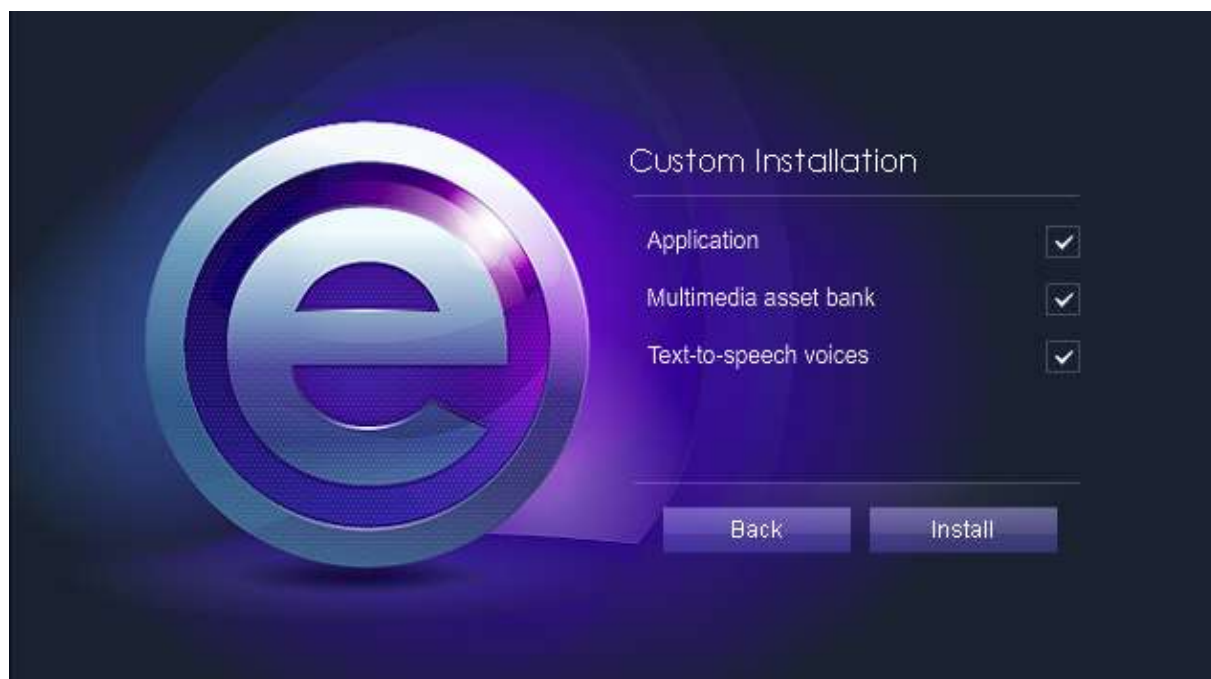 e
Custom Installation
Application
Multimedia asset bank
Text-to-speech voices
Back Install